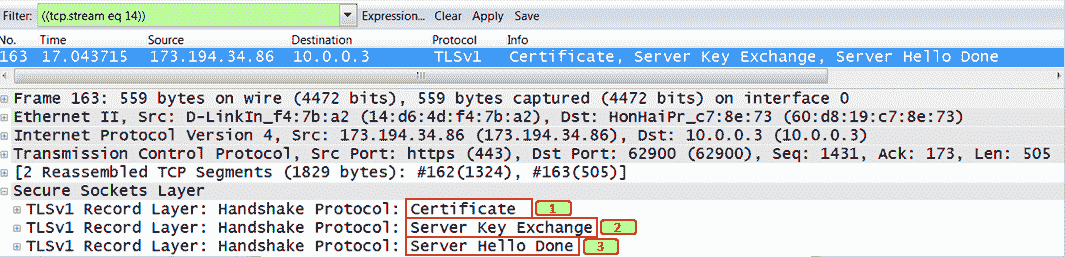 Filter: ((tcp.stream eq 14)) Expression... Clear Apply Save
No. Time Source Destination Protocol Info
163 17.043715 173.194.34.86 10.0.0.3 TLSv1 Certificate, Server Key Exchange, Server Hello Done
Frame 163: 559 bytes on wire (4472 bits), 559 bytes captured (4472 bits) on interface 0
Ethernet II, Src: D-LinkIn_f4:7b:a2 (14:d6:4d:f4:7b:a2), Dst: HonHaiPr_c7:8e:73 (60:d8:19:c7:8e:73)
Internet Protocol Version 4, Src: 173.194.34.86 (173.194.34.86), Dst: 10.0.0.3 (10.0.0.3)
Transmission Control Protocol, Src Port: https (443), Dst Port: 62900 (62900), Seq: 1431, Ack: 173, Len: 505
[2 Reassembled TCP Segments (1829 bytes): #162(1324), #163(505)]
Secure Sockets Layer
TLSv1 Record Layer: Handshake Protocol: Certificate 1
TLSv1 Record Layer: Handshake Protocol: Server Key Exchange 2
TLSv1 Record Layer: Handshake Protocol: Server Hello Done 3